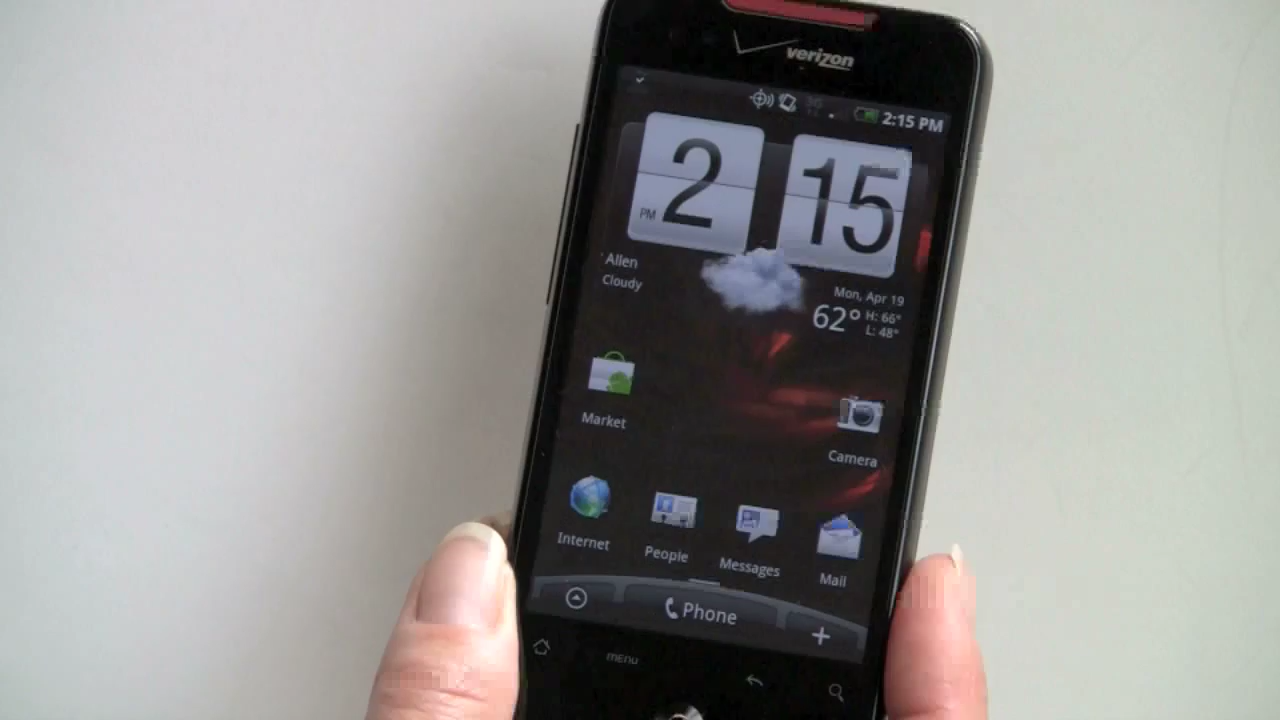 verizon
2:15 PM
2 15
PM
Allen
Cloudy
Mon, Apr 19
62° H: 66°
L: 48°
Market
Camera
Internet People Messages Mail
Phone
menu